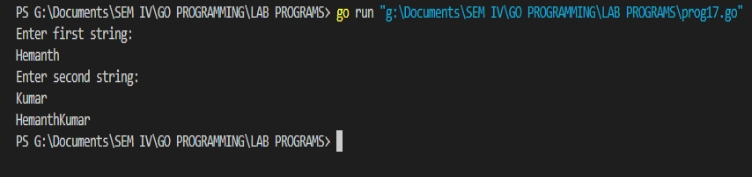 PS G:\Documents\SEM IV\GO PROGRAMMING\LAB PROGRAMS> go run "g:\Documents\SEM IV\GO PROGRAMMING\LAB PROGRAMS\prog17.go"
Enter first string:
Hemanth
Enter second string:
Kumar
HemanthKumar
PS G:\Documents\SEM IV\GO PROGRAMMING\LAB PROGRAMS>